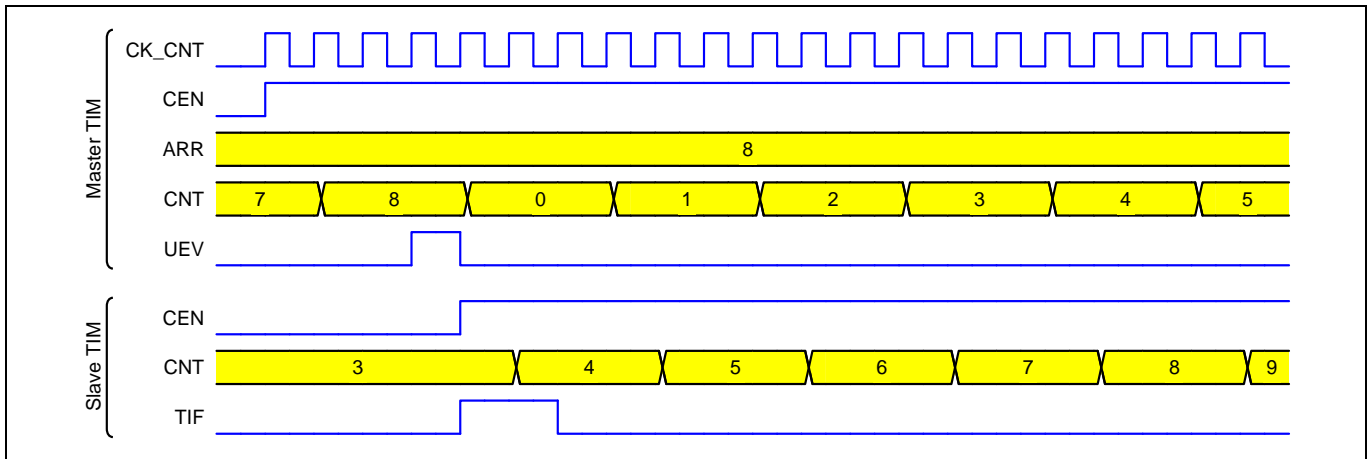 Master TIM
CK_CNT
CEN
ARR 8
CNT 7 8 0 1 2 3 4 5
UEV
Slave TIM
CEN
CNT 3 4 5 6 7 8 9
TIF